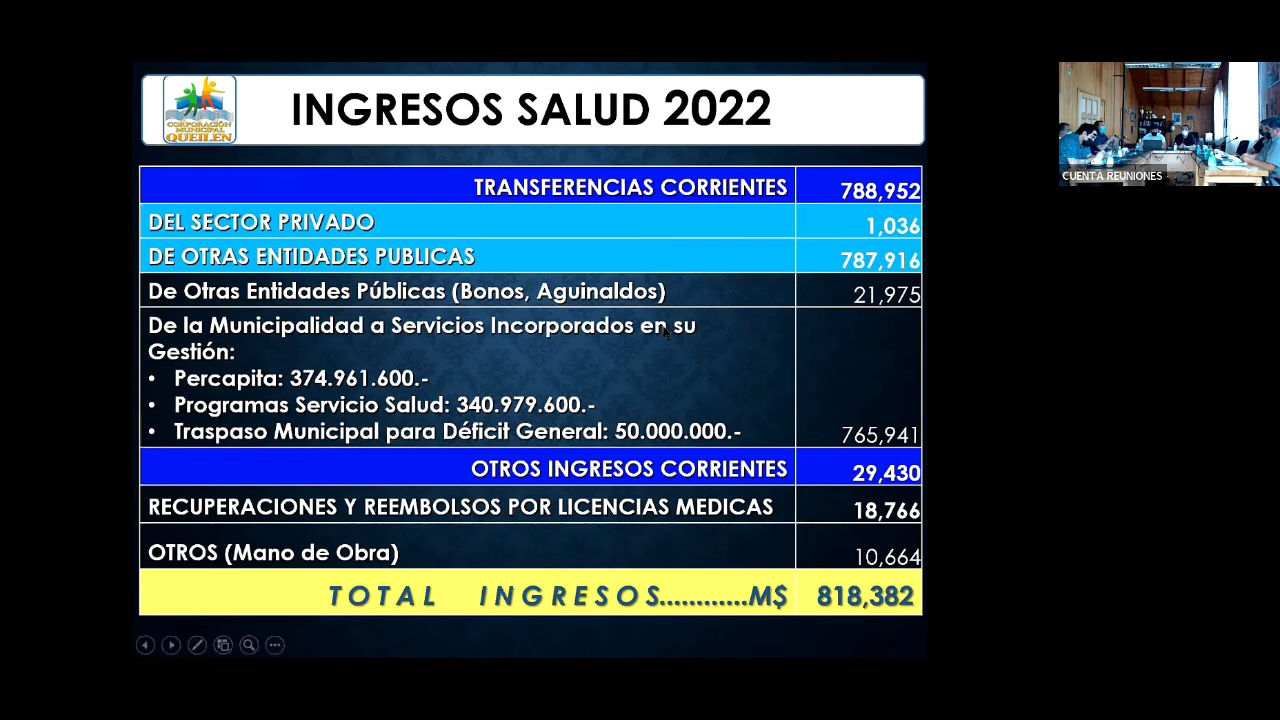 CORPORACIÓN
MUNICIPAL
QUEILEN
INGRESOS SALUD 2022
TRANSFERENCIAS CORRIENTES 788,952
DEL SECTOR PRIVADO 1,036
DE OTRAS ENTIDADES PUBLICAS 787,916
De Otras Entidades Públicas (Bonos, Aguinaldos) 21,975
De la Municipalidad a Servicios Incorporados en su
Gestión:
• Percapita: 374.961.600.-
• Programas Servicio Salud: 340.979.600.-
• Traspaso Municipal para Déficit General: 50.000.000.- 765,941
OTROS INGRESOS CORRIENTES 29,430
RECUPERACIONES Y REEMBOLSOS POR LICENCIAS MEDICAS 18,766
OTROS (Mano de Obra) 10,664
TOTAL INGRESOS............M$ 818,382
CUENTA REUNIONES